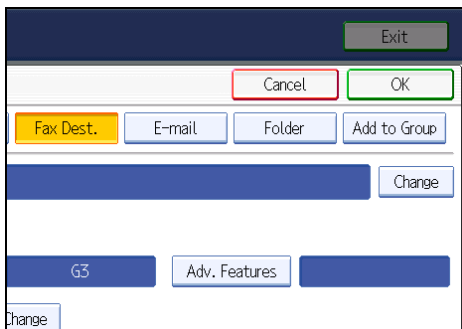 Exit
Cancel OK
Fax Dest. E-mail Folder Add to Group
Change
G3 Adv. Features
Change